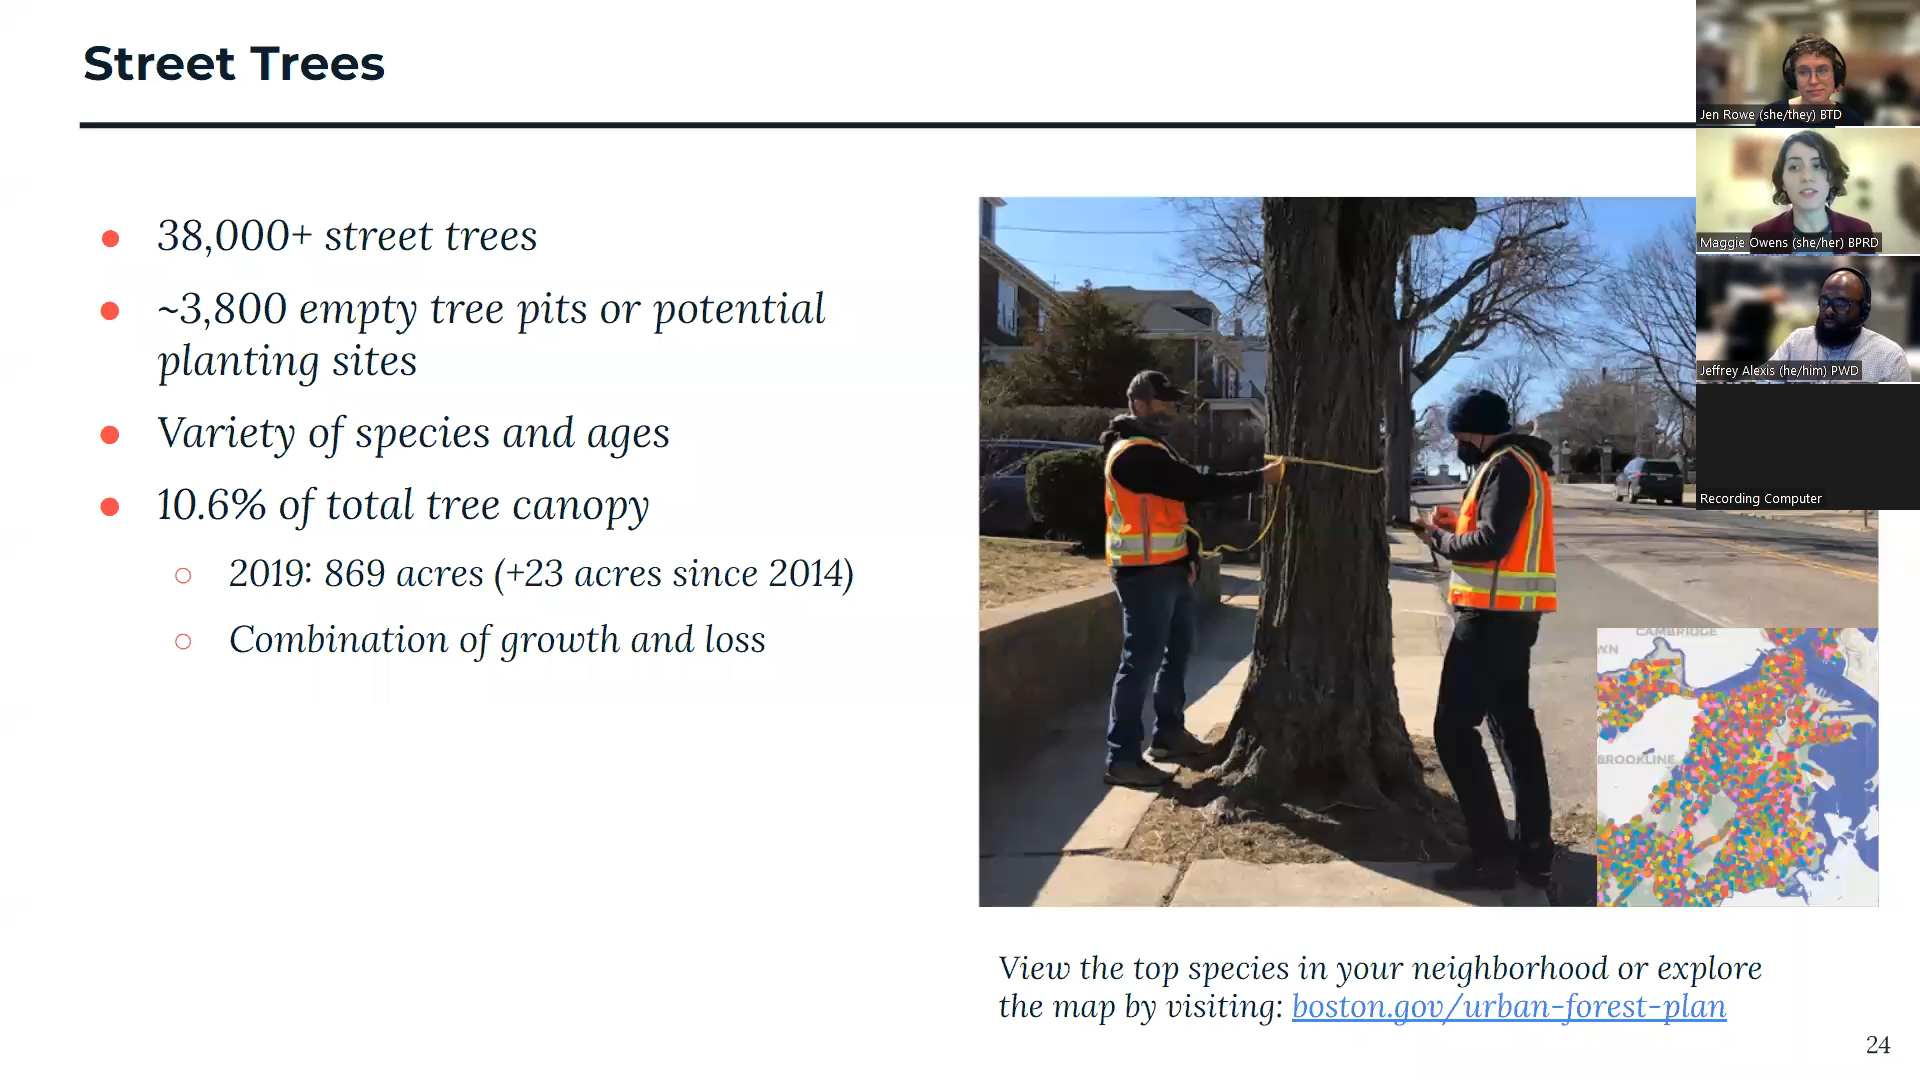 Street Trees
38,000+ street trees
~3,800 empty tree pits or potential
planting sites
Variety of species and ages
10.6% of total tree canopy
2019: 869 acres (+23 acres since 2014)
Combination of growth and loss
Jen Rowe (she/they) BTD
Maggie Owens (she/her) BPRD
Jeffrey Alexis (he/him) PWD
Recording Computer
CAMBRIDGE
WN
BROOKLINE
View the top species in your neighborhood or explore
the map by visiting: boston.gov/urban-forest-plan
24